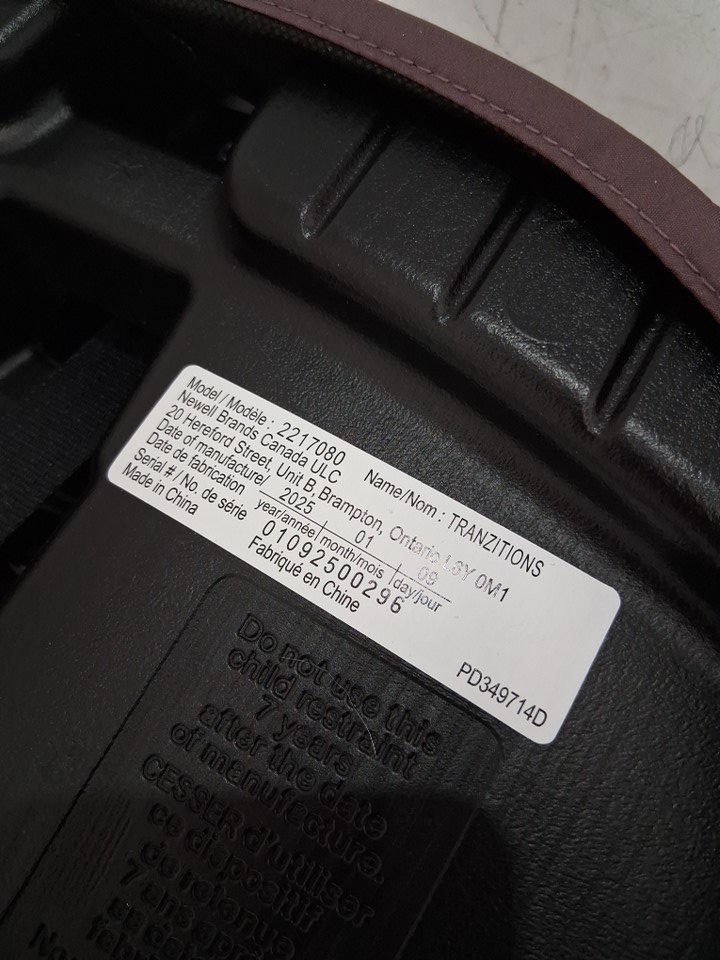 Model / Modèle : 2217080 Name/Nom : TRANZITIONS
Newell Brands Canada ULC
20 Hereford Street, Unit B, Brampton, Ontario L6Y 0M1
Date of manufacture/ 2025 01 09
Date de fabrication year/année month/mois day/jour
Serial # / No. de série 01092500296
Made in China Fabriqué en Chine
PD349714D
Do not use this
child restraint
7 years
after the date
of manufacture.
CESSER d'utiliser
ce dispositif
de retenue
7 ans